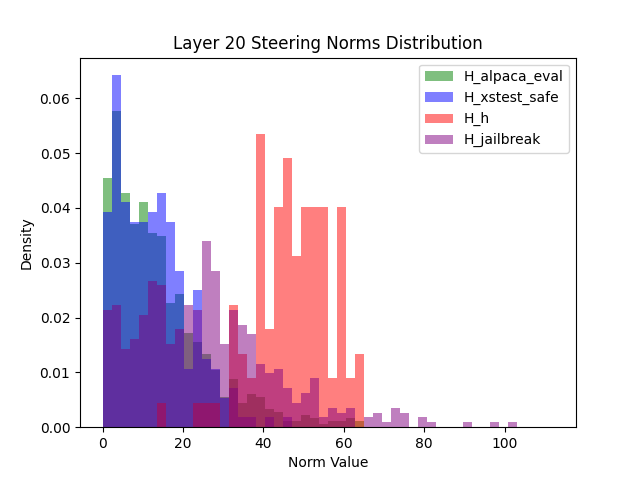 Layer 20 Steering Norms Distribution
H_alpaca_eval
H_xstest_safe
H_h
H_jailbreak
0.06
0.05
0.04
0.03
0.02
0.01
0.00
Density
0 20 40 60 80 100
Norm Value